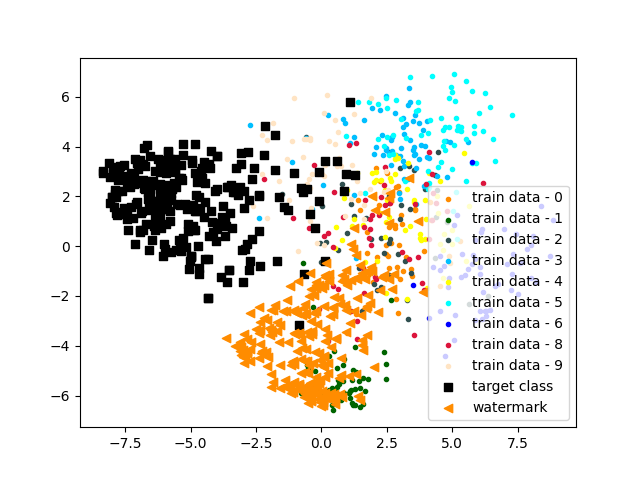 6
4
2
0
−2
−4
−6
−7.5
−5.0
−2.5
0.0
2.5
5.0
7.5
train data - 0
train data - 1
train data - 2
train data - 3
train data - 4
train data - 5
train data - 6
train data - 8
train data - 9
target class
watermark